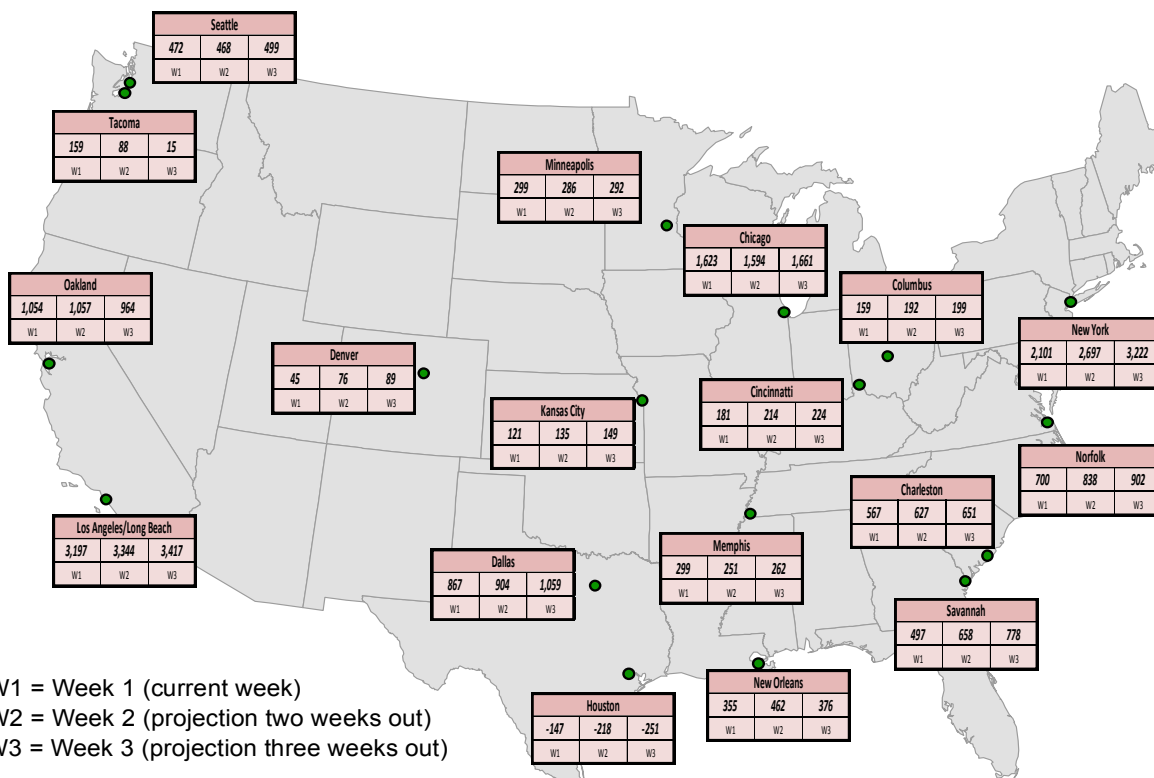 Seattle
472 468 499
W1 W2 W3
Tacoma
159 88 15
W1 W2 W3
Minneapolis
299 286 292
W1 W2 W3
Chicago
1,623 1,594 1,661
W1 W2 W3
Oakland
1,054 1,057 964
W1 W2 W3
Columbus
159 192 199
W1 W2 W3
New York
2,101 2,697 3,222
W1 W2 W3
Denver
45 76 89
W1 W2 W3
Cincinnatti
181 214 224
W1 W2 W3
Kansas City
121 135 149
W1 W2 W3
Norfolk
700 838 902
W1 W2 W3
Charleston
567 627 651
W1 W2 W3
Los Angeles/Long Beach
3,197 3,344 3,417
W1 W2 W3
Memphis
299 251 262
W1 W2 W3
Dallas
867 904 1,059
W1 W2 W3
Savannah
497 658 778
W1 W2 W3
New Orleans
355 462 376
W1 W2 W3
Houston
-147 -218 -251
W1 W2 W3
W1 = Week 1 (current week)
W2 = Week 2 (projection two weeks out)
W3 = Week 3 (projection three weeks out)